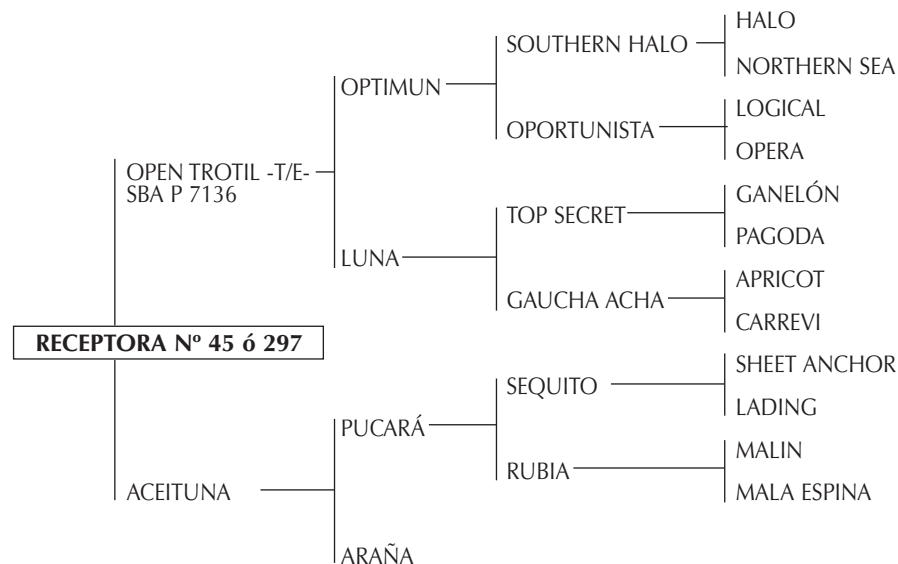 HALO
SOUTHERN HALO
NORTHERN SEA
OPTIMUN
LOGICAL
OPORTUNISTA
OPERA
OPEN TROTIL -T/E-
SBA P 7136
GANELÓN
TOP SECRET
PAGODA
LUNA
APRICOT
GAUCHA ACHA
CARREVI
RECEPTORA Nº 45 ó 297
SHEET ANCHOR
SEQUITO
LADING
PUCARÁ
MALIN
RUBIA
MALA ESPINA
ACEITUNA
ARAÑA